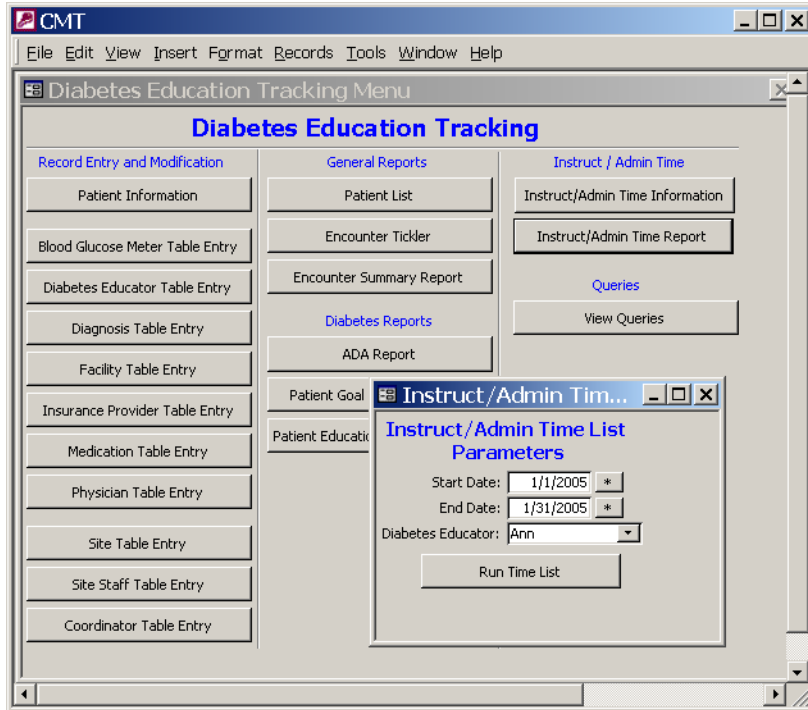 CMT
File Edit View Insert Format Records Tools Window Help
Diabetes Education Tracking Menu
Diabetes Education Tracking
Record Entry and Modification
Patient Information
Blood Glucose Meter Table Entry
Diabetes Educator Table Entry
Diagnosis Table Entry
Facility Table Entry
Insurance Provider Table Entry
Medication Table Entry
Physician Table Entry
Site Table Entry
Site Staff Table Entry
Coordinator Table Entry
General Reports
Patient List
Encounter Tickler
Encounter Summary Report
Diabetes Reports
ADA Report
Patient Goal
Patient
Instruct / Admin Time
Instruct/Admin Time Information
Instruct/Admin Time Report
Queries
View Queries
Instruct/Admin Tim...
Instruct/Admin Time List
Parameters
Start Date: 1/1/2005 *
End Date: 1/31/2005 *
Diabetes Educator: Ann
Run Time List